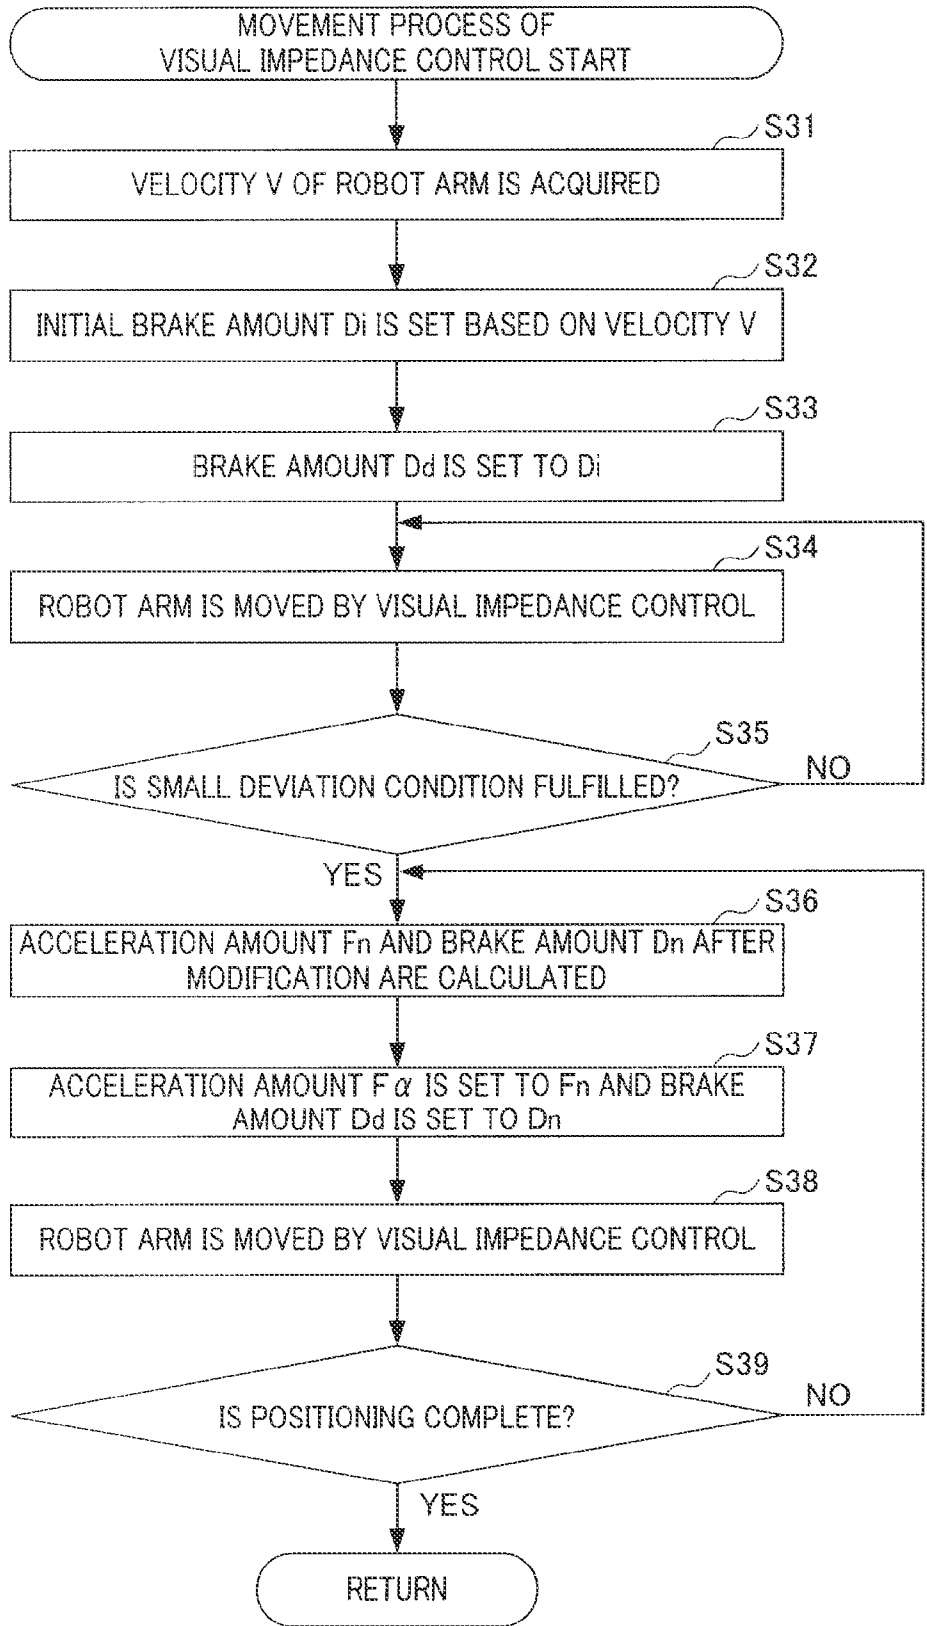 MOVEMENT PROCESS OF
VISUAL IMPEDANCE CONTROL START
S31
VELOCITY V OF ROBOT ARM IS ACQUIRED
S32
INITIAL BRAKE AMOUNT Di IS SET BASED ON VELOCITY V
S33
BRAKE AMOUNT Dd IS SET TO Di
S34
ROBOT ARM IS MOVED BY VISUAL IMPEDANCE CONTROL
S35
IS SMALL DEVIATION CONDITION FULFILLED?
NO
YES
S36
ACCELERATION AMOUNT Fn AND BRAKE AMOUNT Dn AFTER
MODIFICATION ARE CALCULATED
S37
ACCELERATION AMOUNT Fα IS SET TO Fn AND BRAKE
AMOUNT Dd IS SET TO Dn
S38
ROBOT ARM IS MOVED BY VISUAL IMPEDANCE CONTROL
S39
IS POSITIONING COMPLETE?
NO
YES
RETURN